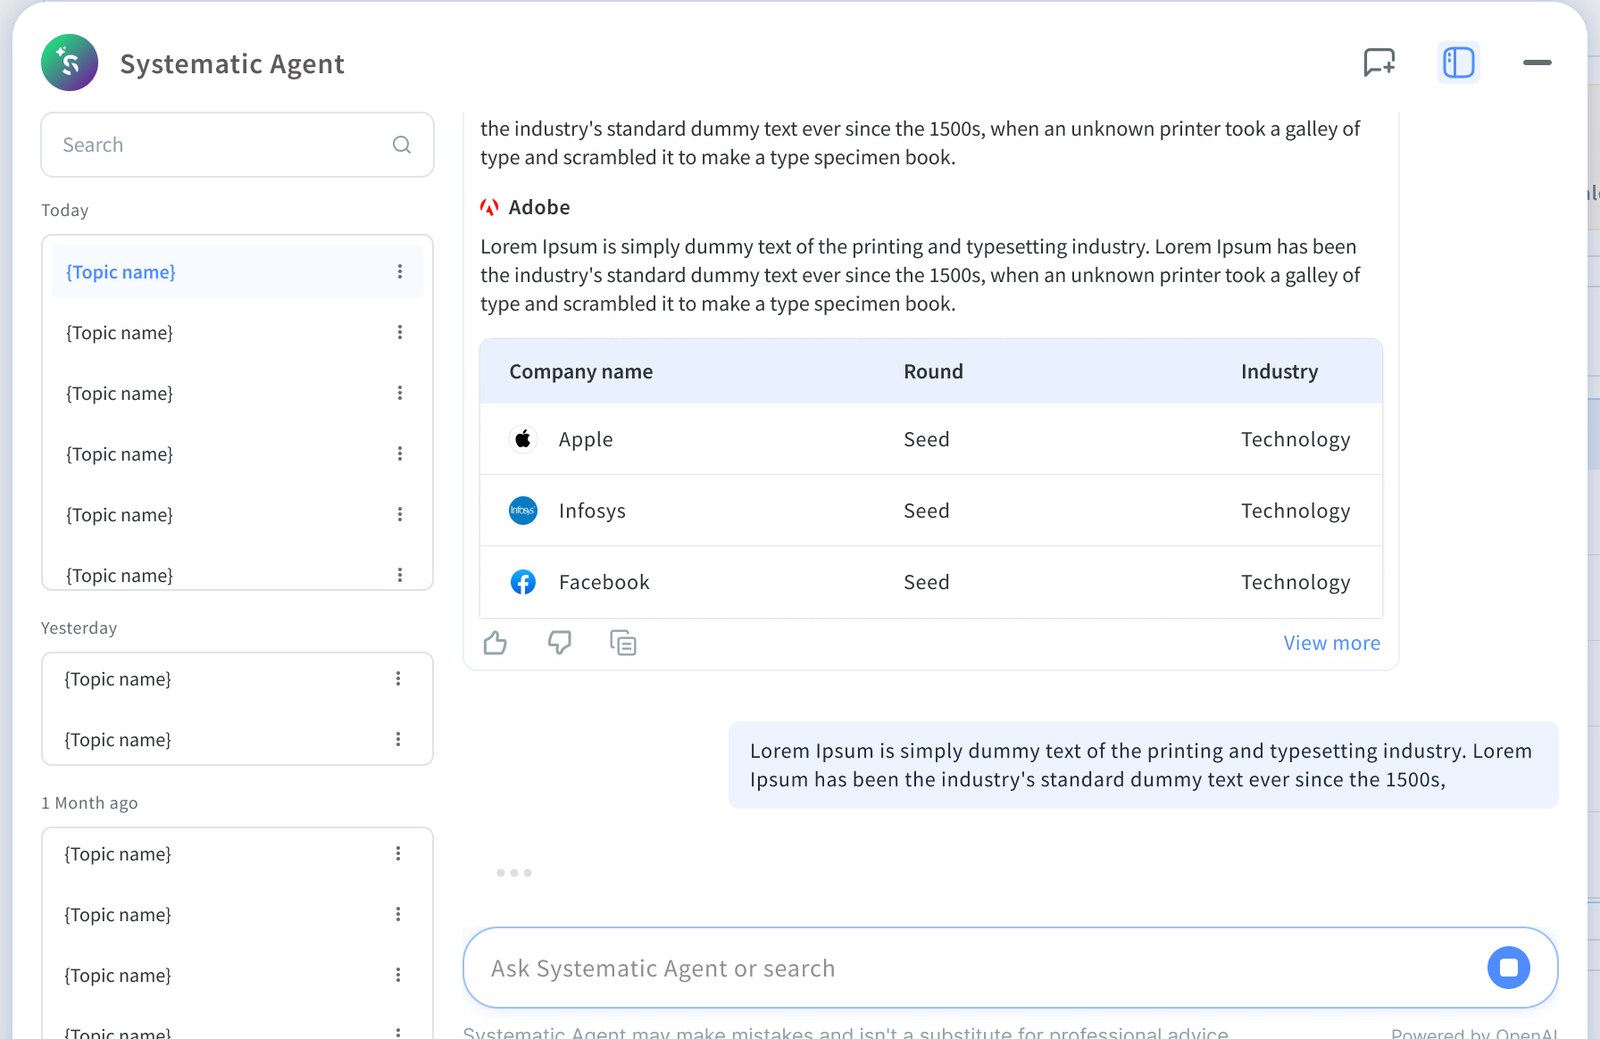 Systematic Agent
Search
Today
{Topic name}
{Topic name}
{Topic name}
{Topic name}
{Topic name}
{Topic name}
Yesterday
{Topic name}
{Topic name}
1 Month ago
{Topic name}
{Topic name}
{Topic name}
{Topic name}
the industry's standard dummy text ever since the 1500s, when an unknown printer took a galley of
type and scrambled it to make a type specimen book.
Adobe
Lorem Ipsum is simply dummy text of the printing and typesetting industry. Lorem Ipsum has been
the industry's standard dummy text ever since the 1500s, when an unknown printer took a galley of
type and scrambled it to make a type specimen book.
Company name Round Industry
Apple Seed Technology
Infosys Infosys Seed Technology
Facebook Seed Technology
View more
Lorem Ipsum is simply dummy text of the printing and typesetting industry. Lorem
Ipsum has been the industry's standard dummy text ever since the 1500s,
Ask Systematic Agent or search
Systematic Agent may make mistakes and isn't a substitute for professional advice
Powered by OpenAI